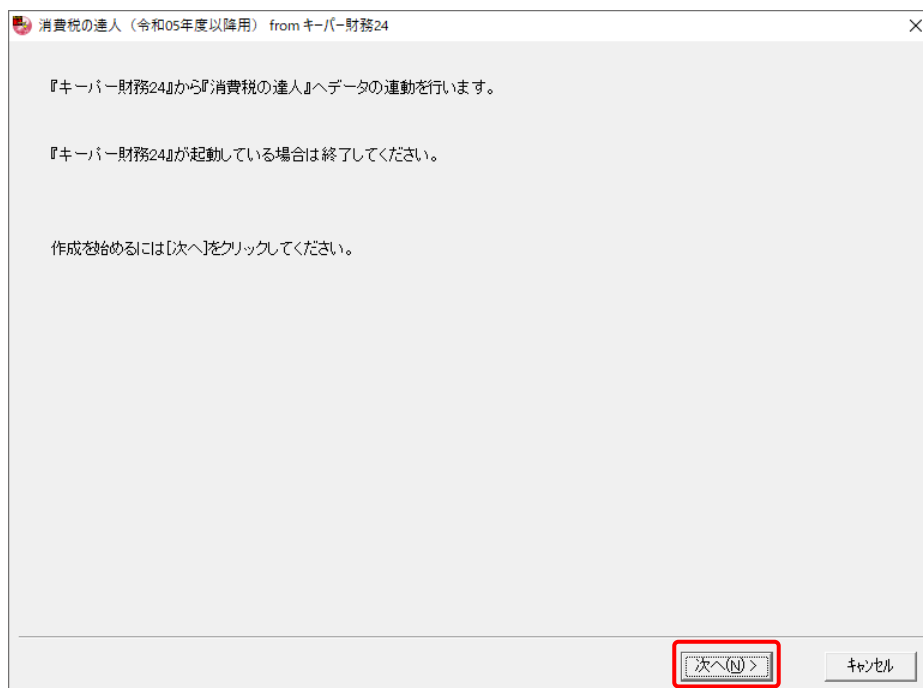 消費税の達人（令和05年度以降用） from キーパー財務24
『キーパー財務24』から『消費税の達人』へデータの連動を行います。
『キーパー財務24』が起動している場合は終了してください。
作成を始めるには[次へ]をクリックしてください。
次へ(N) >
キャンセル